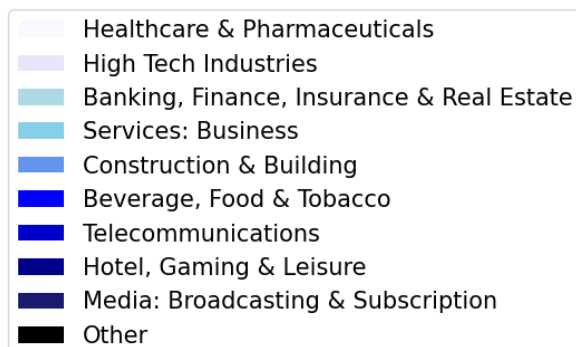 Healthcare & Pharmaceuticals
High Tech Industries
Banking, Finance, Insurance & Real Estate
Services: Business
Construction & Building
Beverage, Food & Tobacco
Telecommunications
Hotel, Gaming & Leisure
Media: Broadcasting & Subscription
Other